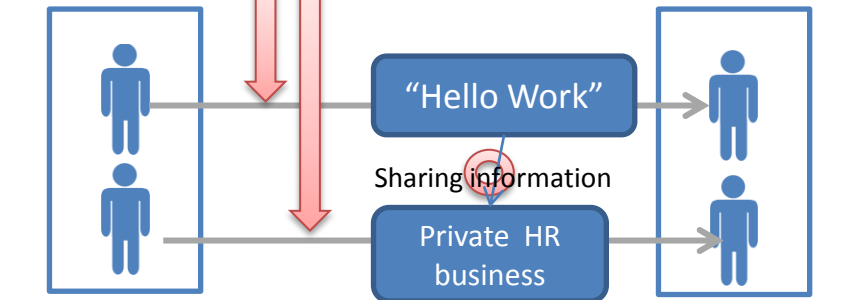 “Hello Work”
Sharing information
Private HR
business